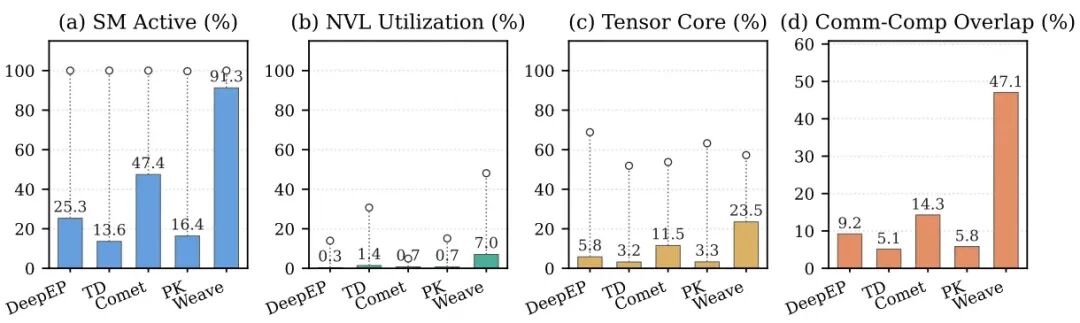 (a) SM Active (%)
100
80
60
40
20
0
25.3
13.6
47.4
16.4
91.3
DeepEP
TD
Comet
PK
Weave
(b) NVL Utilization (%)
100
80
60
40
20
0
0.3
1.4
0.7
0.7
7.0
DeepEP
TD
Comet
PK
Weave
(c) Tensor Core (%)
100
80
60
40
20
0
5.8
3.2
11.5
3.3
23.5
DeepEP
TD
Comet
PK
Weave
(d) Comm-Comp Overlap (%)
60
50
40
30
20
10
0
9.2
5.1
14.3
5.8
47.1
DeepEP
TD
Comet
PK
Weave